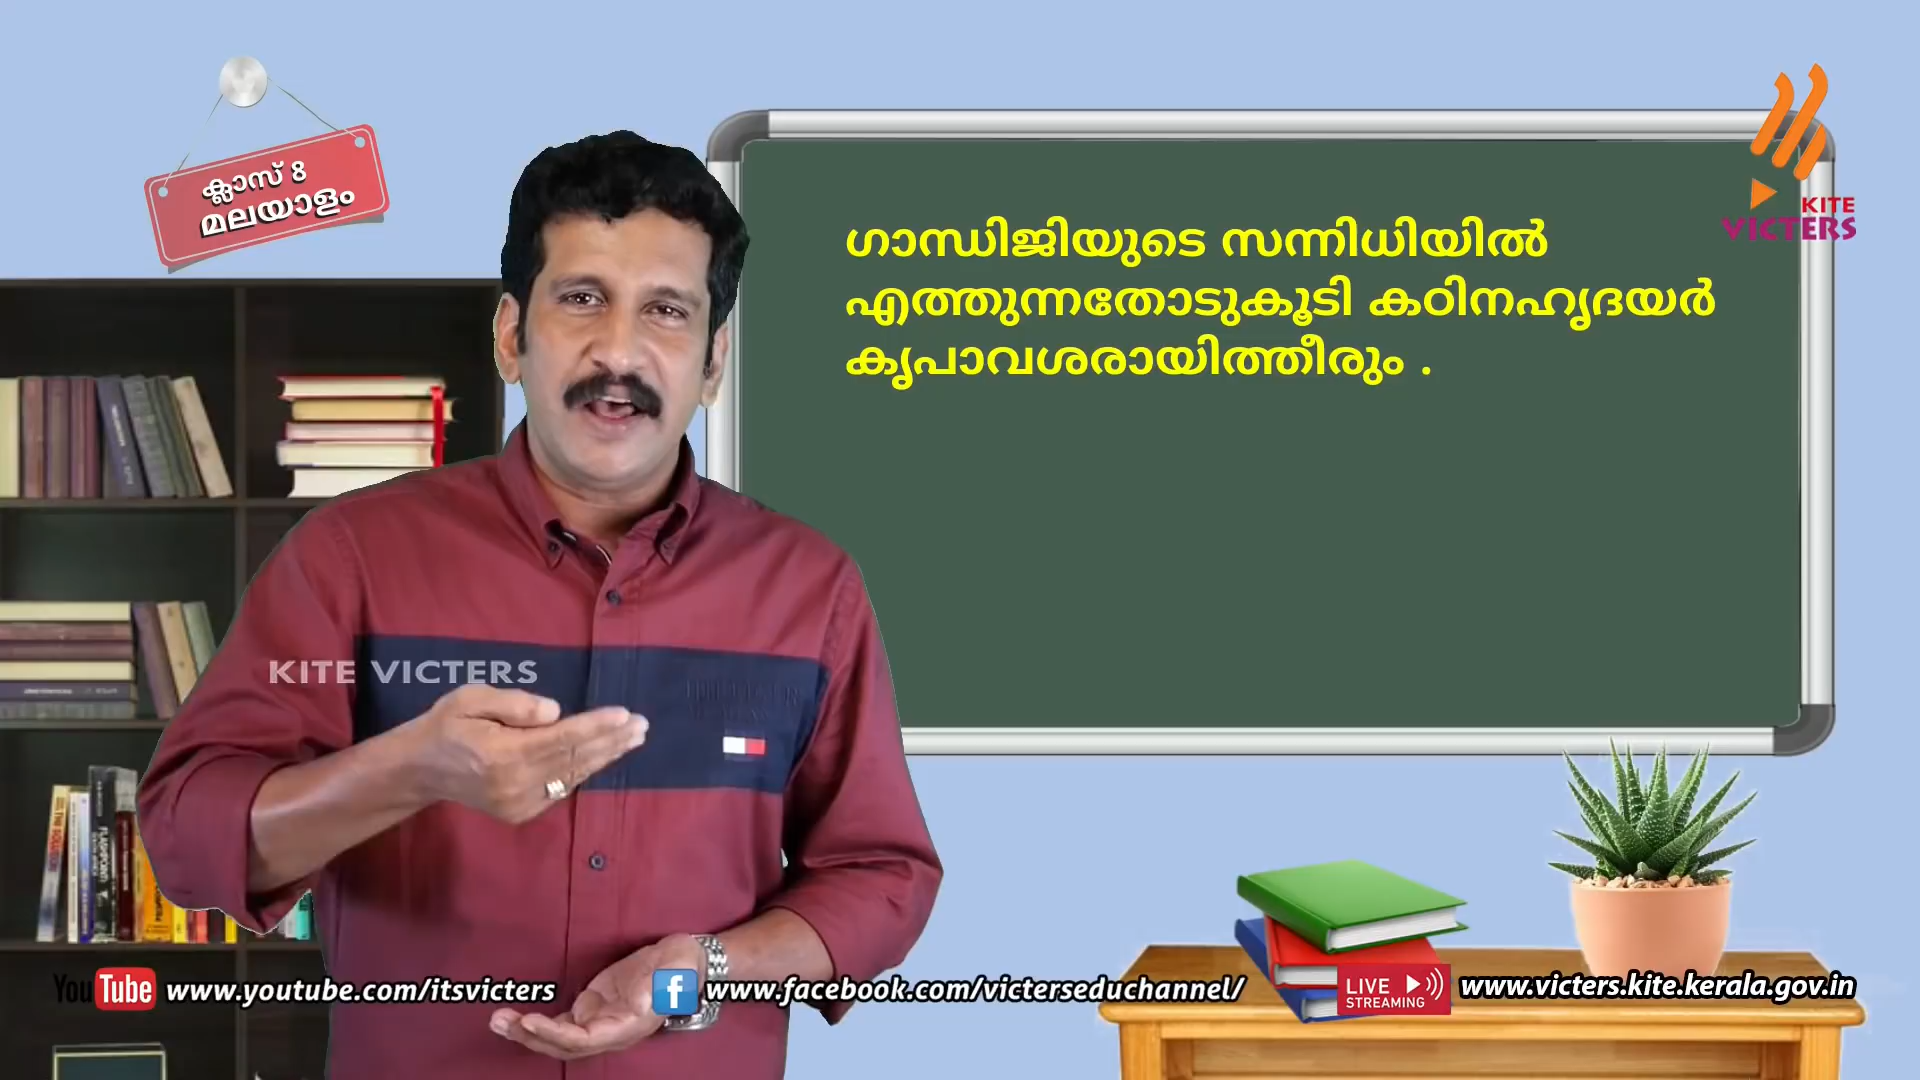 ക്ലാസ് 8
മലയാളം
ഗാന്ധിജിയുടെ സന്നിധിയിൽ
എത്തുന്നതോടുകൂടി കഠിനഹൃദയർ
കൃപാവശരായിത്തീരും .
KITE
VICTERS
KITE VICTERS
YouTube www.youtube.com/itsvicters
f www.facebook.com/victerseduchannel/
LIVE
STREAMING
www.victers.kite.kerala.gov.in